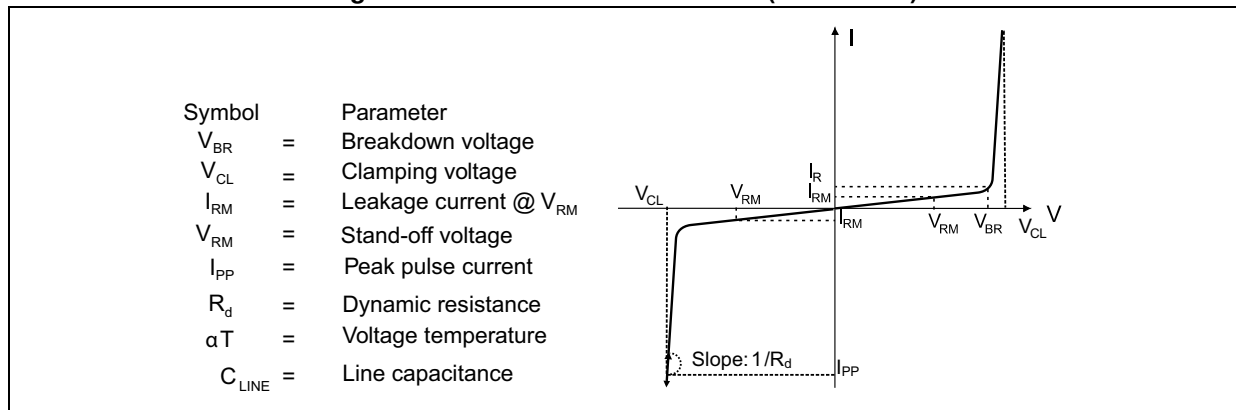 Symbol Parameter
V_BR = Breakdown voltage
V_CL = Clamping voltage
I_RM = Leakage current @ V_RM
V_RM = Stand-off voltage
I_PP = Peak pulse current
R_d = Dynamic resistance
αT = Voltage temperature
C_LINE = Line capacitance
I
I_R
I_RM
V_CL V_RM
I_RM V_RM V_BR V_CL V
Slope: 1/R_d I_PP